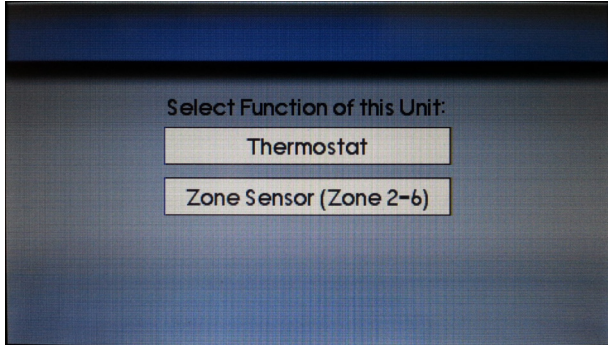 Select Function of this Unit:
Thermostat
Zone Sensor (Zone 2-6)